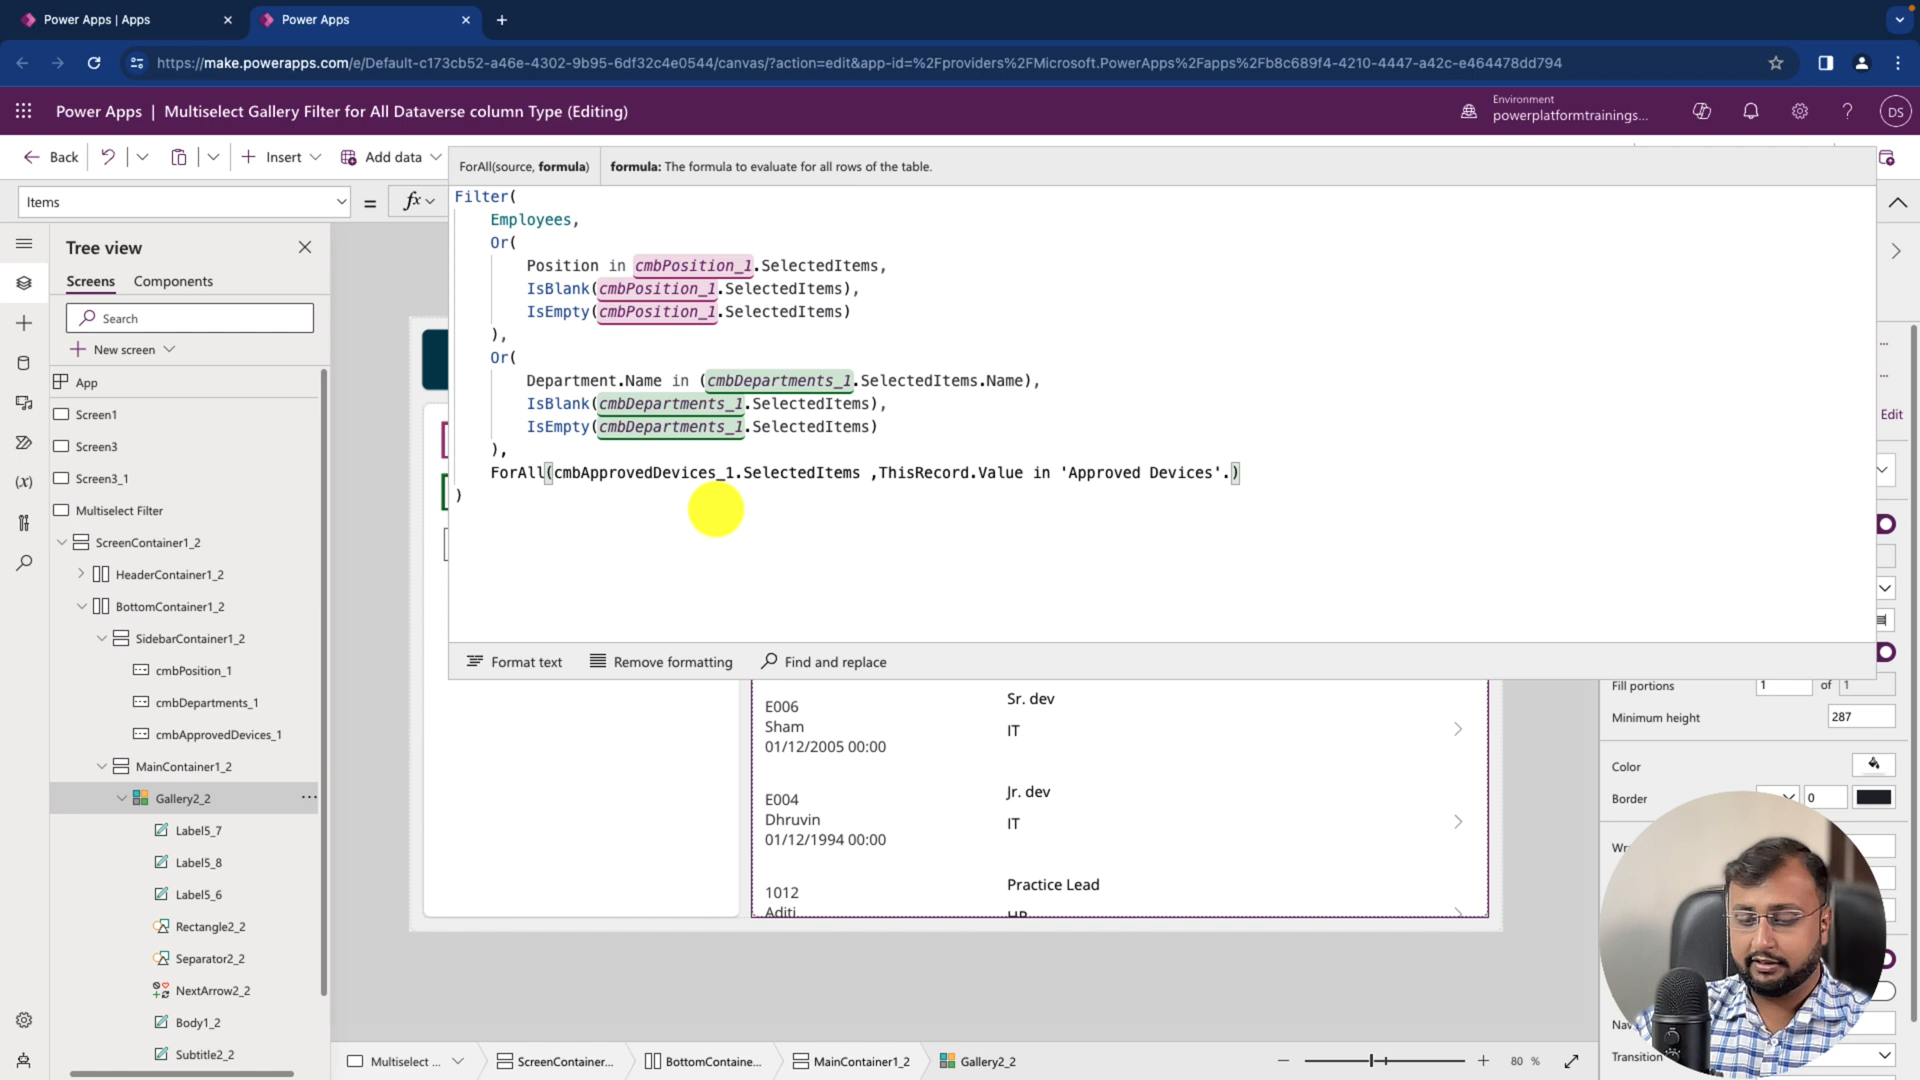 Power Apps | Apps
Power Apps
https://make.powerapps.com/e/Default-c173cb52-a46e-4302-9b95-6df32c4e0544/canvas/?action=edit&app-id=%2Fproviders%2FMicrosoft.PowerApps%2Fapps%2Fb8c689f4-4210-4447-a42c-e464478dd794
Power Apps | Multiselect Gallery Filter for All Dataverse column Type (Editing)
Environment
powerplatformtrainings...
DS
Back
Insert
Add data
ForAll(source, formula)
formula: The formula to evaluate for all rows of the table.
Items
=
fx
Filter(
Employees,
Or(
Position in cmbPosition_1.SelectedItems,
IsBlank(cmbPosition_1.SelectedItems),
IsEmpty(cmbPosition_1.SelectedItems)
),
Or(
Department.Name in (cmbDepartments_1.SelectedItems.Name),
IsBlank(cmbDepartments_1.SelectedItems),
IsEmpty(cmbDepartments_1.SelectedItems)
),
ForAll(cmbApprovedDevices_1.SelectedItems ,ThisRecord.Value in 'Approved Devices'.)
)
Format text
Remove formatting
Find and replace
Tree view
Screens
Components
Search
New screen
App
Screen1
Screen3
Screen3_1
Multiselect Filter
ScreenContainer1_2
HeaderContainer1_2
BottomContainer1_2
SidebarContainer1_2
cmbPosition_1
cmbDepartments_1
cmbApprovedDevices_1
MainContainer1_2
Gallery2_2
Label5_7
Label5_8
Label5_6
Rectangle2_2
Separator2_2
NextArrow2_2
Body1_2
Subtitle2_2
E006
Sham
01/12/2005 00:00
Sr. dev
IT
E004
Dhruvin
01/12/1994 00:00
Jr. dev
IT
1012
Aditi
Practice Lead
HR
Edit
Fill portions
1
of
1
Minimum height
287
Color
Border
0
Transition
Multiselect ...
ScreenContainer...
BottomContaine...
MainContainer1_2
Gallery2_2
80 %